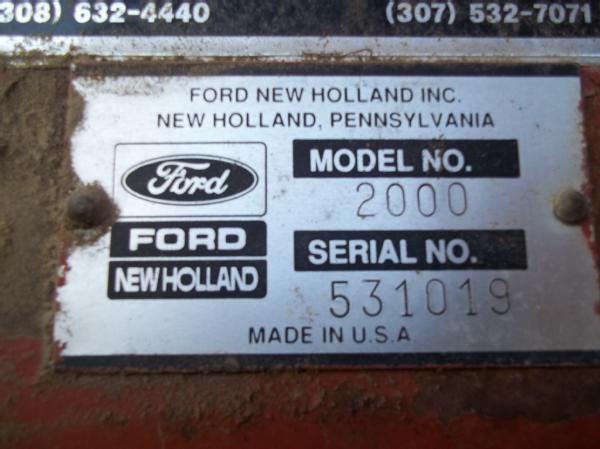 308) 632-4440 (307) 532-7071
FORD NEW HOLLAND INC.
NEW HOLLAND, PENNSYLVANIA
Ford
FORD
NEW HOLLAND
MODEL NO.
2000
SERIAL NO.
531019
MADE IN U.S.A